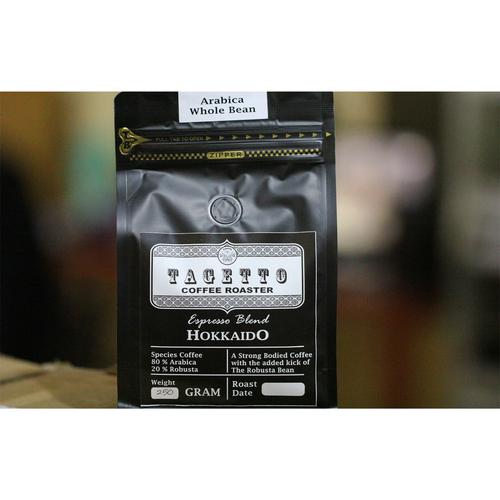 Arabica
Whole Bean
PULL TAB TO OPEN
ZIPPER
TAGETTO
COFFEE ROASTER
Espresso Blend
HOKKAIDO
Species Coffee
80 % Arabica
20 % Robusta
A Strong Bodied Coffee
with the added kick of
The Robusta Bean
Weight
250 GRAM
Roast
Date